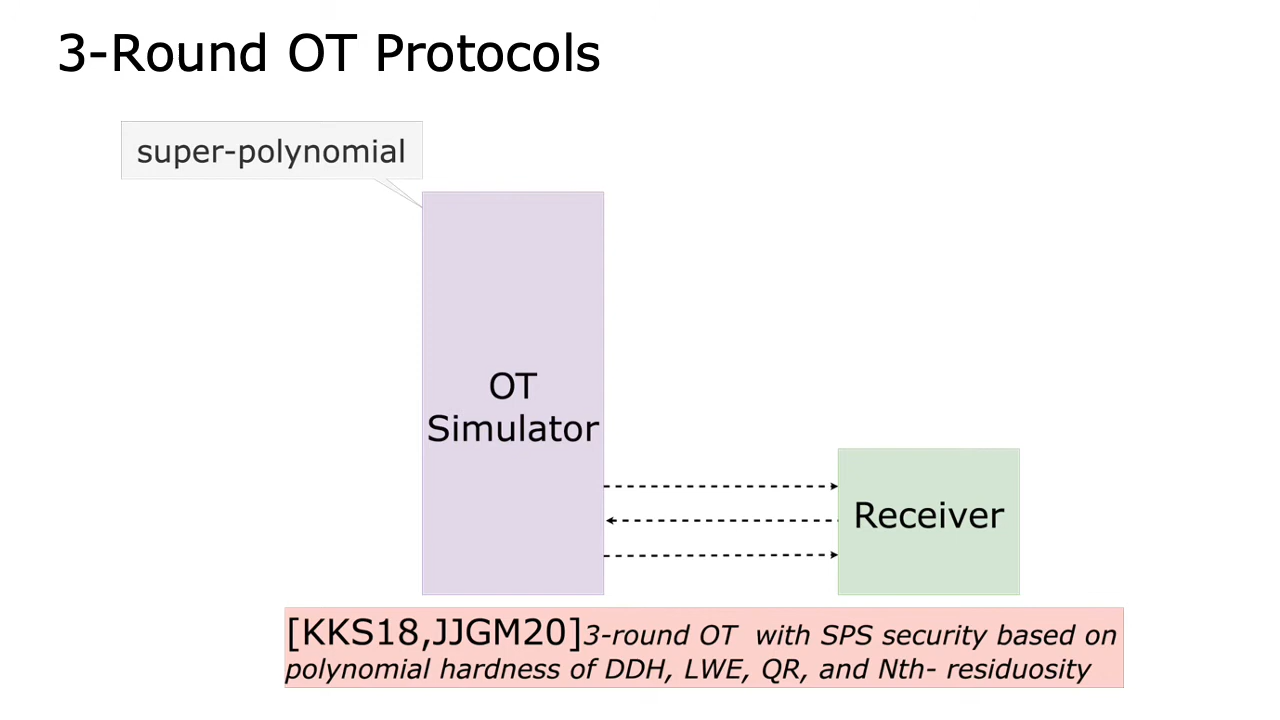 3-Round OT Protocols
super-polynomial
OT
Simulator
Receiver
[KKS18,JJGM20]3-round OT with SPS security based on
polynomial hardness of DDH, LWE, QR, and Nth- residuosity